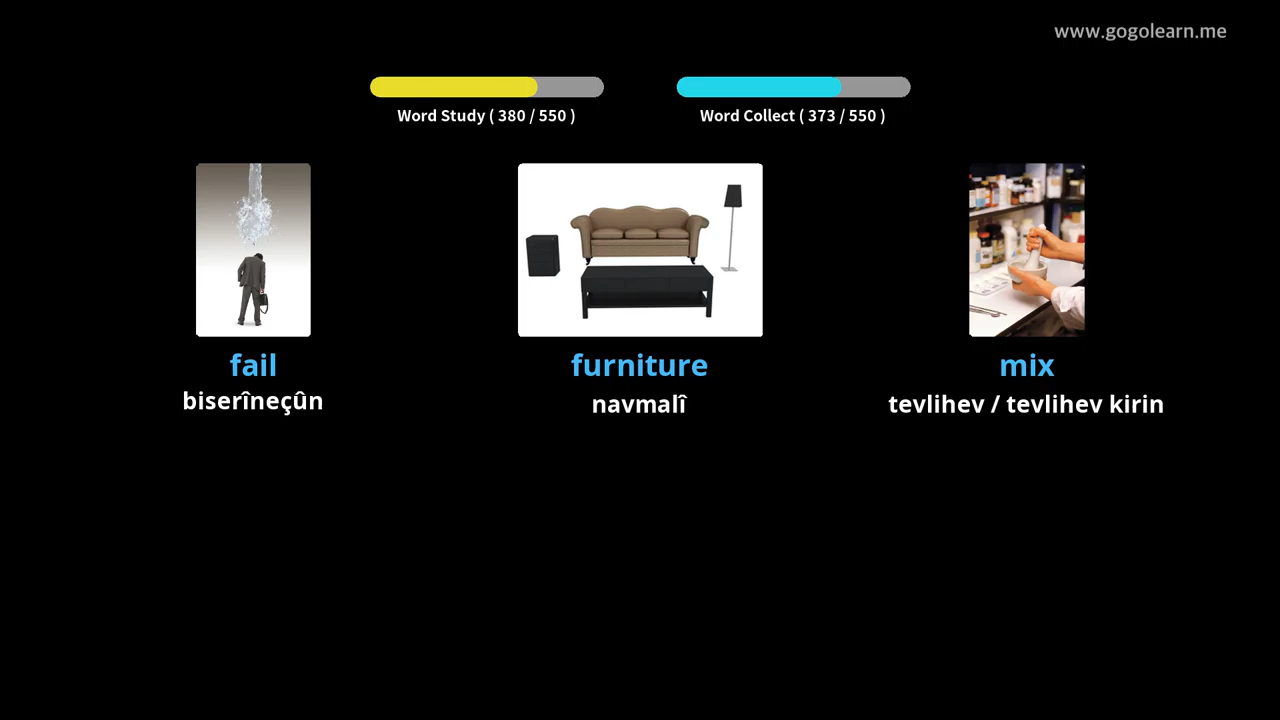 www.gogolearn.me
Word Study ( 380 / 550 )
Word Collect ( 373 / 550 )
fail
biserîneçûn
furniture
navmalî
mix
tevlihev / tevlihev kirin